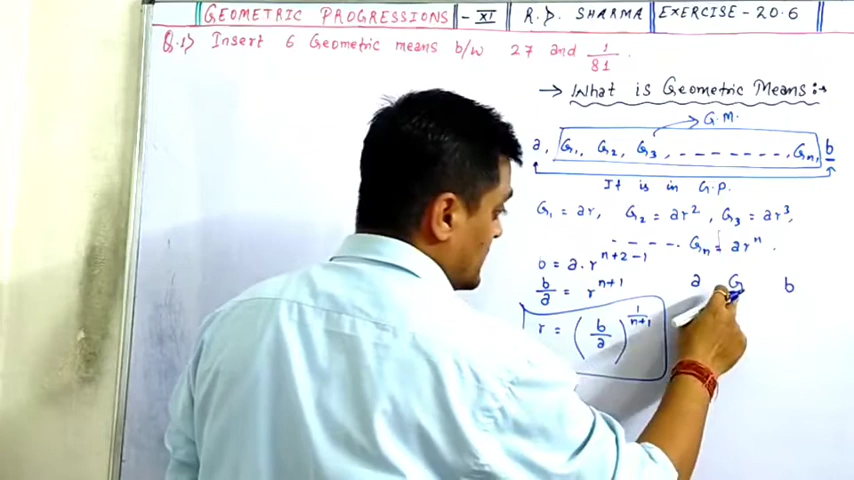 GEOMETRIC PROGRESSIONS - XI R.D. SHARMA EXERCISE-20.6
Q.1> Insert 6 Geometric means b/w 27 and 1/81.
→ What is Geometric Means :→
G.M.
a, G₁, G₂, G₃, --------, Gₙ, b
It is in G.P.
G₁ = ar, G₂ = ar², G₃ = ar³,
- - - -. Gₙ = arⁿ.
b = a.r^(n+2-1)
b/a = r^(n+1)
a G b
r = (b/a)^(1/(n+1))